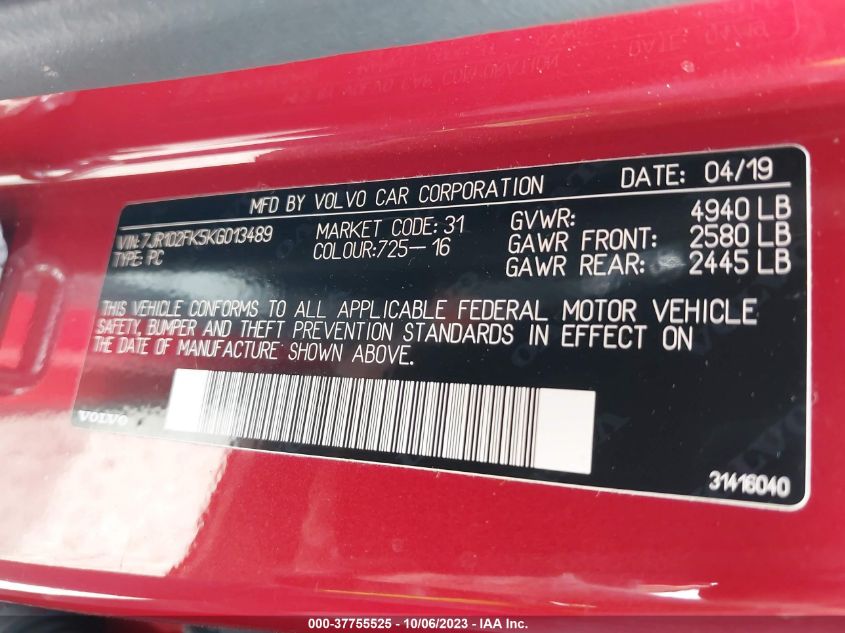 MFD BY VOLVO CAR CORPORATION DATE: 04/19
VIN:7JR102FK5KG013489 MARKET CODE: 31 GVWR: 4940 LB
TYPE: PC COLOUR:725-16 GAWR FRONT: 2580 LB
GAWR REAR: 2445 LB
THIS VEHICLE CONFORMS TO ALL APPLICABLE FEDERAL MOTOR VEHICLE
SAFETY, BUMPER AND THEFT PREVENTION STANDARDS IN EFFECT ON
THE DATE OF MANUFACTURE SHOWN ABOVE.
VOLVO
31416040
000-37755525 - 10/06/2023 - IAA Inc.